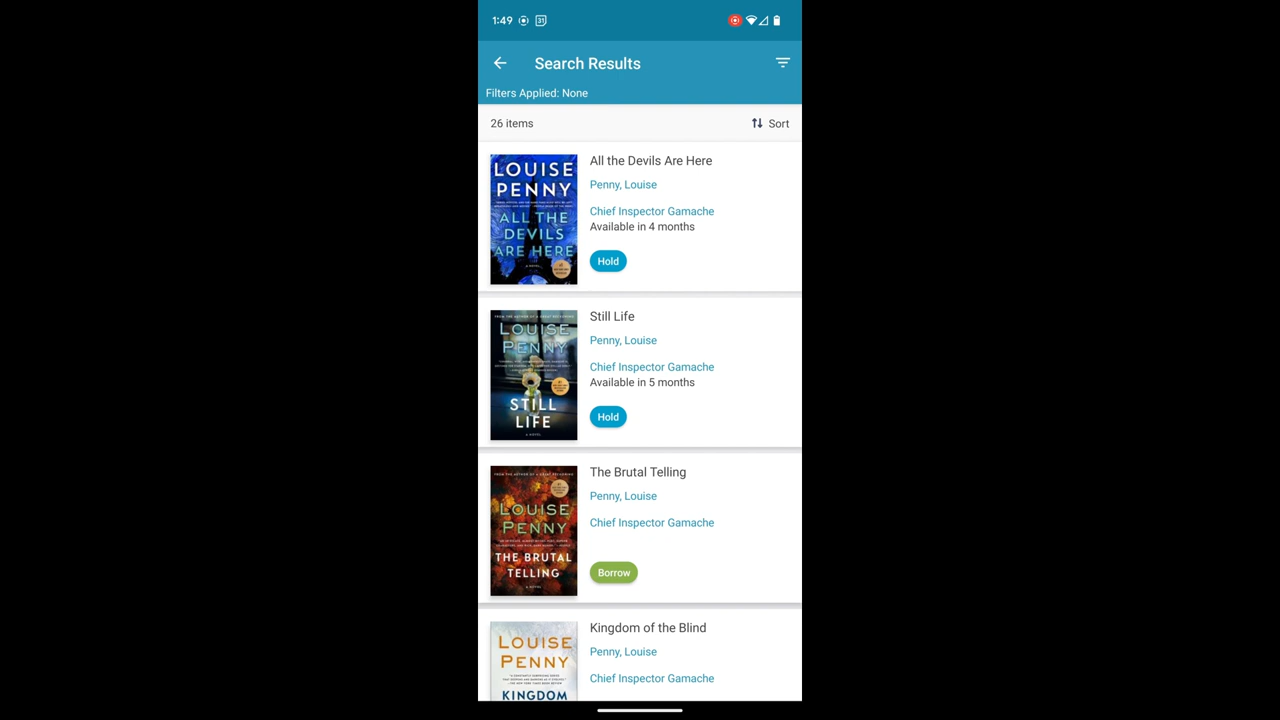 1:49
31
Search Results
Filters Applied: None
26 items
Sort
LOUISE
PENNY
ALL THE
DEVILS
ARE HERE
All the Devils Are Here
Penny, Louise
Chief Inspector Gamache
Available in 4 months
Hold
LOUISE
PENNY
STILL
LIFE
A NOVEL
Still Life
Penny, Louise
Chief Inspector Gamache
Available in 5 months
Hold
LOUISE
PENNY
THE BRUTAL
TELLING
A NOVEL
The Brutal Telling
Penny, Louise
Chief Inspector Gamache
Borrow
LOUISE
PENNY
KINGDOM
Kingdom of the Blind
Penny, Louise
Chief Inspector Gamache